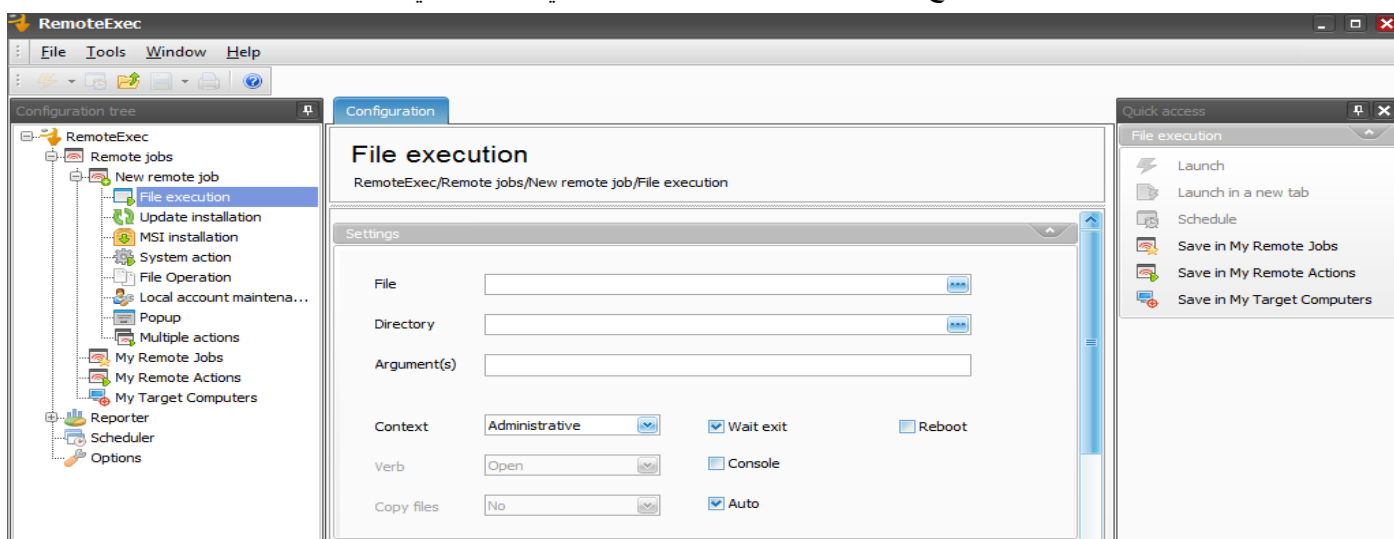 RemoteExec
File Tools Window Help
Configuration tree
RemoteExec
Remote jobs
New remote job
File execution
Update installation
MSI installation
System action
File Operation
Local account maintena...
Popup
Multiple actions
My Remote Jobs
My Remote Actions
My Target Computers
Reporter
Scheduler
Options
Configuration
File execution
RemoteExec/Remote jobs/New remote job/File execution
Settings
File
Directory
Argument(s)
Context Administrative Wait exit Reboot
Verb Open Console
Copy files No Auto
Quick access
File execution
Launch
Launch in a new tab
Schedule
Save in My Remote Jobs
Save in My Remote Actions
Save in My Target Computers